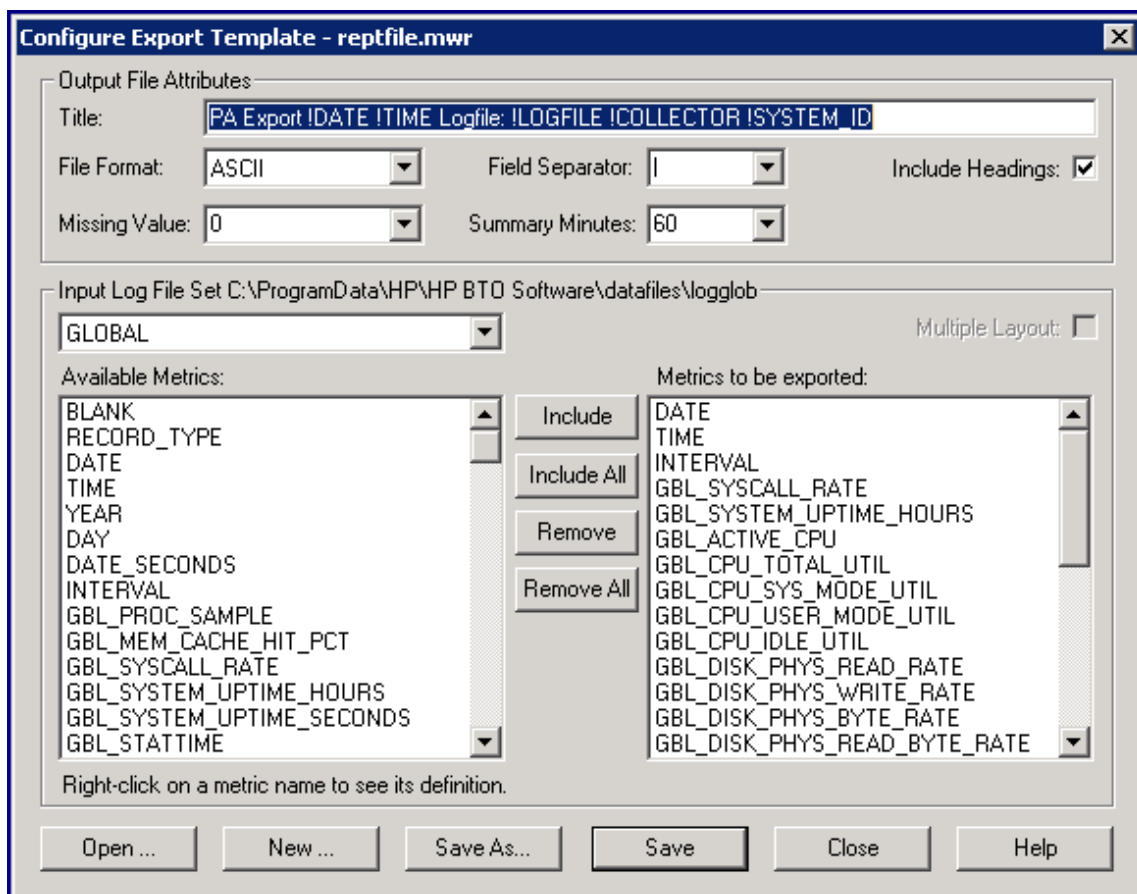 Configure Export Template - reptfile.mwr
Output File Attributes
Title: PA Export !DATE !TIME Logfile: !LOGFILE !COLLECTOR !SYSTEM_ID
File Format: ASCII Field Separator: | Include Headings:
Missing Value: 0 Summary Minutes: 60
Input Log File Set C:\ProgramData\HP\HP BTO Software\datafiles\logglob
GLOBAL Multiple Layout:
Available Metrics:
BLANK
RECORD_TYPE
DATE
TIME
YEAR
DAY
DATE_SECONDS
INTERVAL
GBL_PROC_SAMPLE
GBL_MEM_CACHE_HIT_PCT
GBL_SYSCALL_RATE
GBL_SYSTEM_UPTIME_HOURS
GBL_SYSTEM_UPTIME_SECONDS
GBL_STATTIME
Include
Include All
Remove
Remove All
Metrics to be exported:
DATE
TIME
INTERVAL
GBL_SYSCALL_RATE
GBL_SYSTEM_UPTIME_HOURS
GBL_ACTIVE_CPU
GBL_CPU_TOTAL_UTIL
GBL_CPU_SYS_MODE_UTIL
GBL_CPU_USER_MODE_UTIL
GBL_CPU_IDLE_UTIL
GBL_DISK_PHYS_READ_RATE
GBL_DISK_PHYS_WRITE_RATE
GBL_DISK_PHYS_BYTE_RATE
GBL_DISK_PHYS_READ_BYTE_RATE
Right-click on a metric name to see its definition.
Open ... New ... Save As... Save Close Help